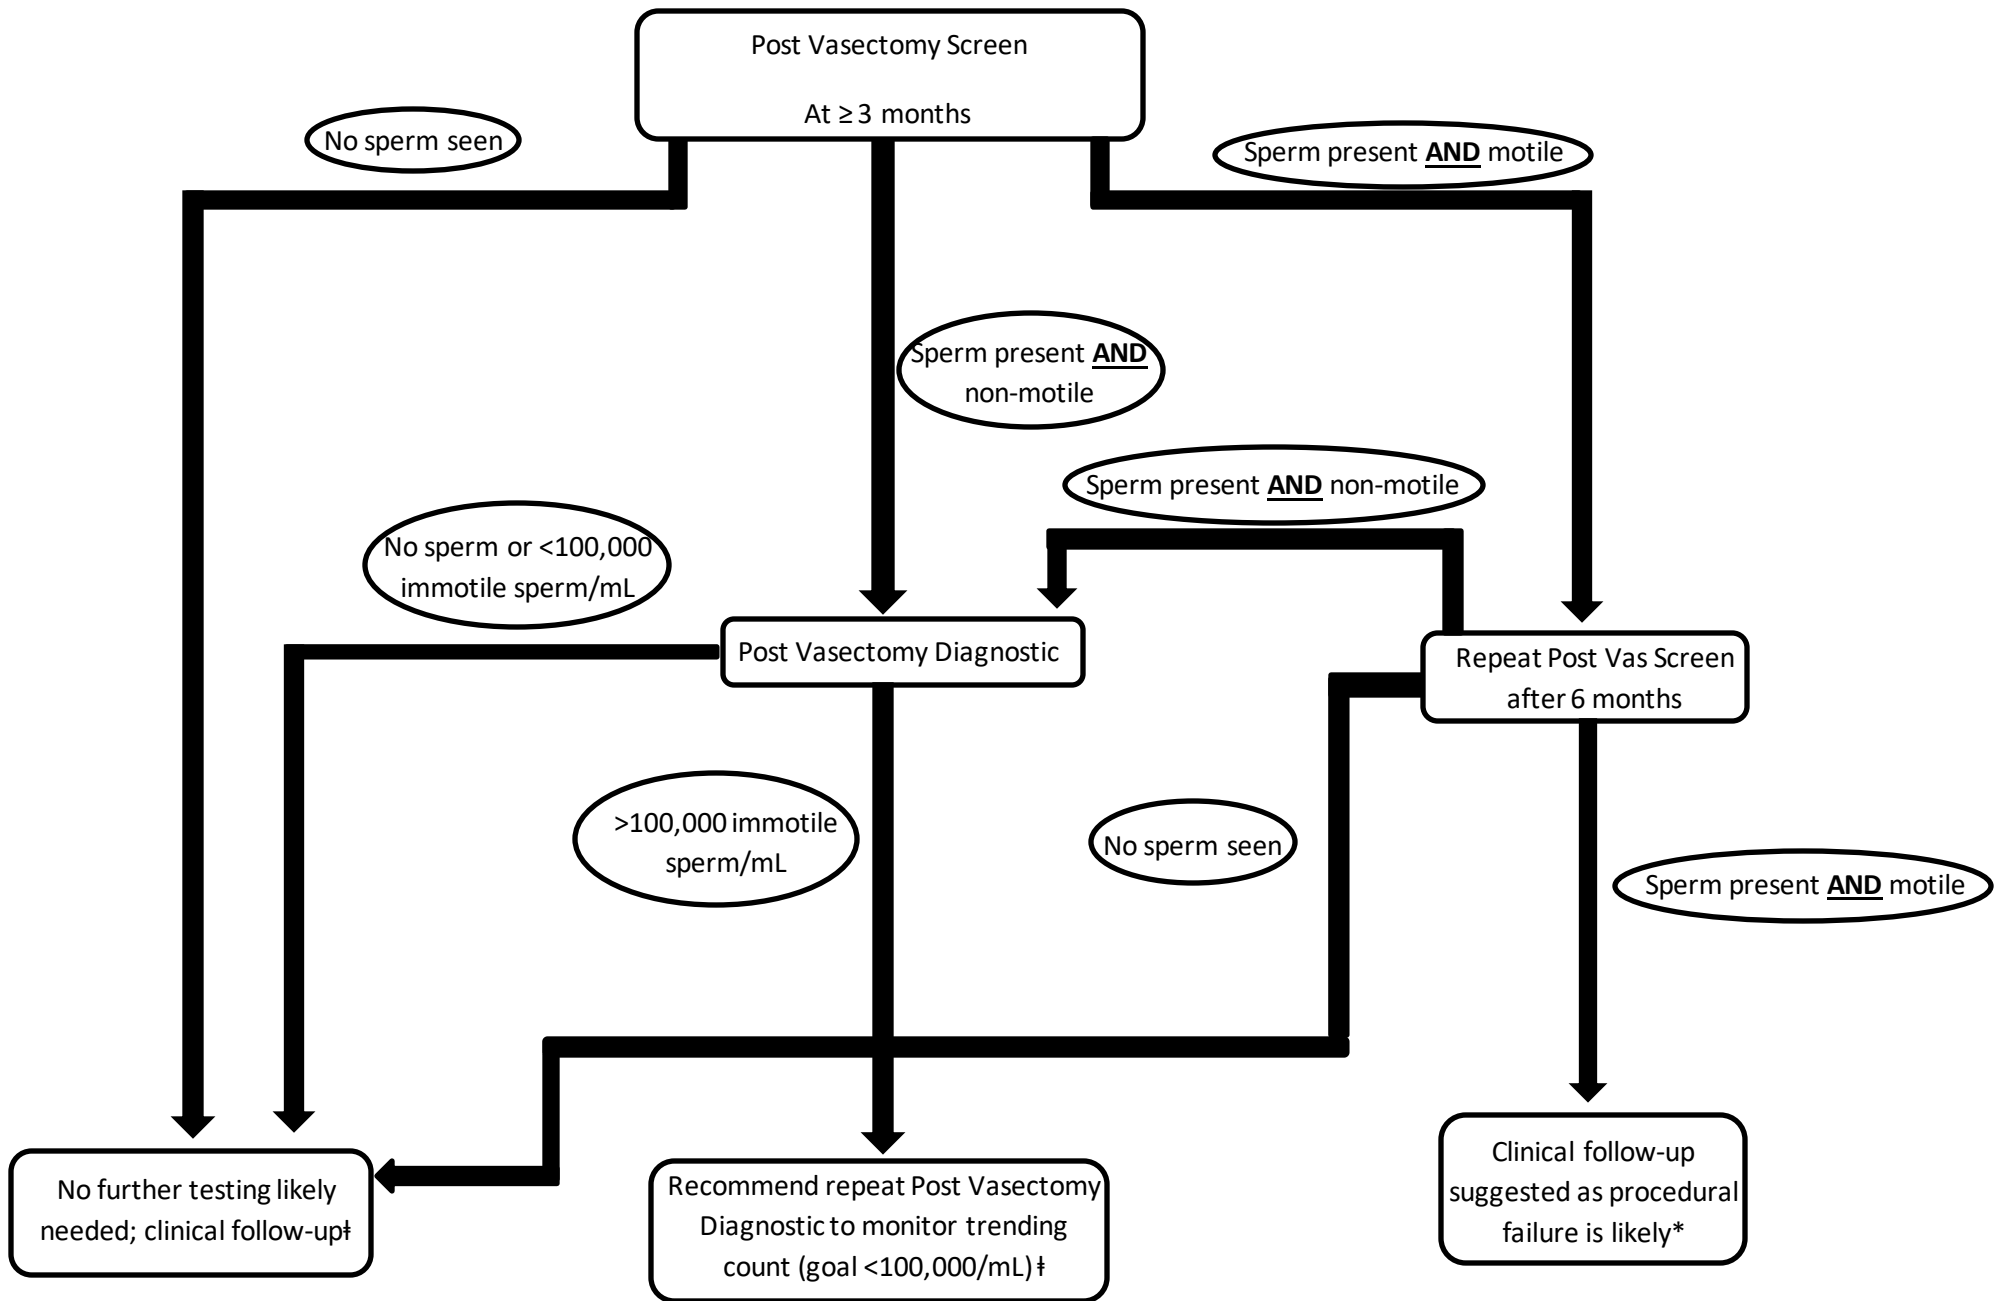 Post Vasectomy Screen
At ≥ 3 months
No sperm seen
Sperm present AND motile
Sperm present AND
non-motile
Sperm present AND non-motile
No sperm or <100,000
immotile sperm/mL
Post Vasectomy Diagnostic
Repeat Post Vas Screen
after 6 months
>100,000 immotile
sperm/mL
No sperm seen
Sperm present AND motile
No further testing likely
needed; clinical follow-upǂ
Recommend repeat Post Vasectomy
Diagnostic to monitor trending
count (goal <100,000/mL) ǂ
Clinical follow-up
suggested as procedural
failure is likely*